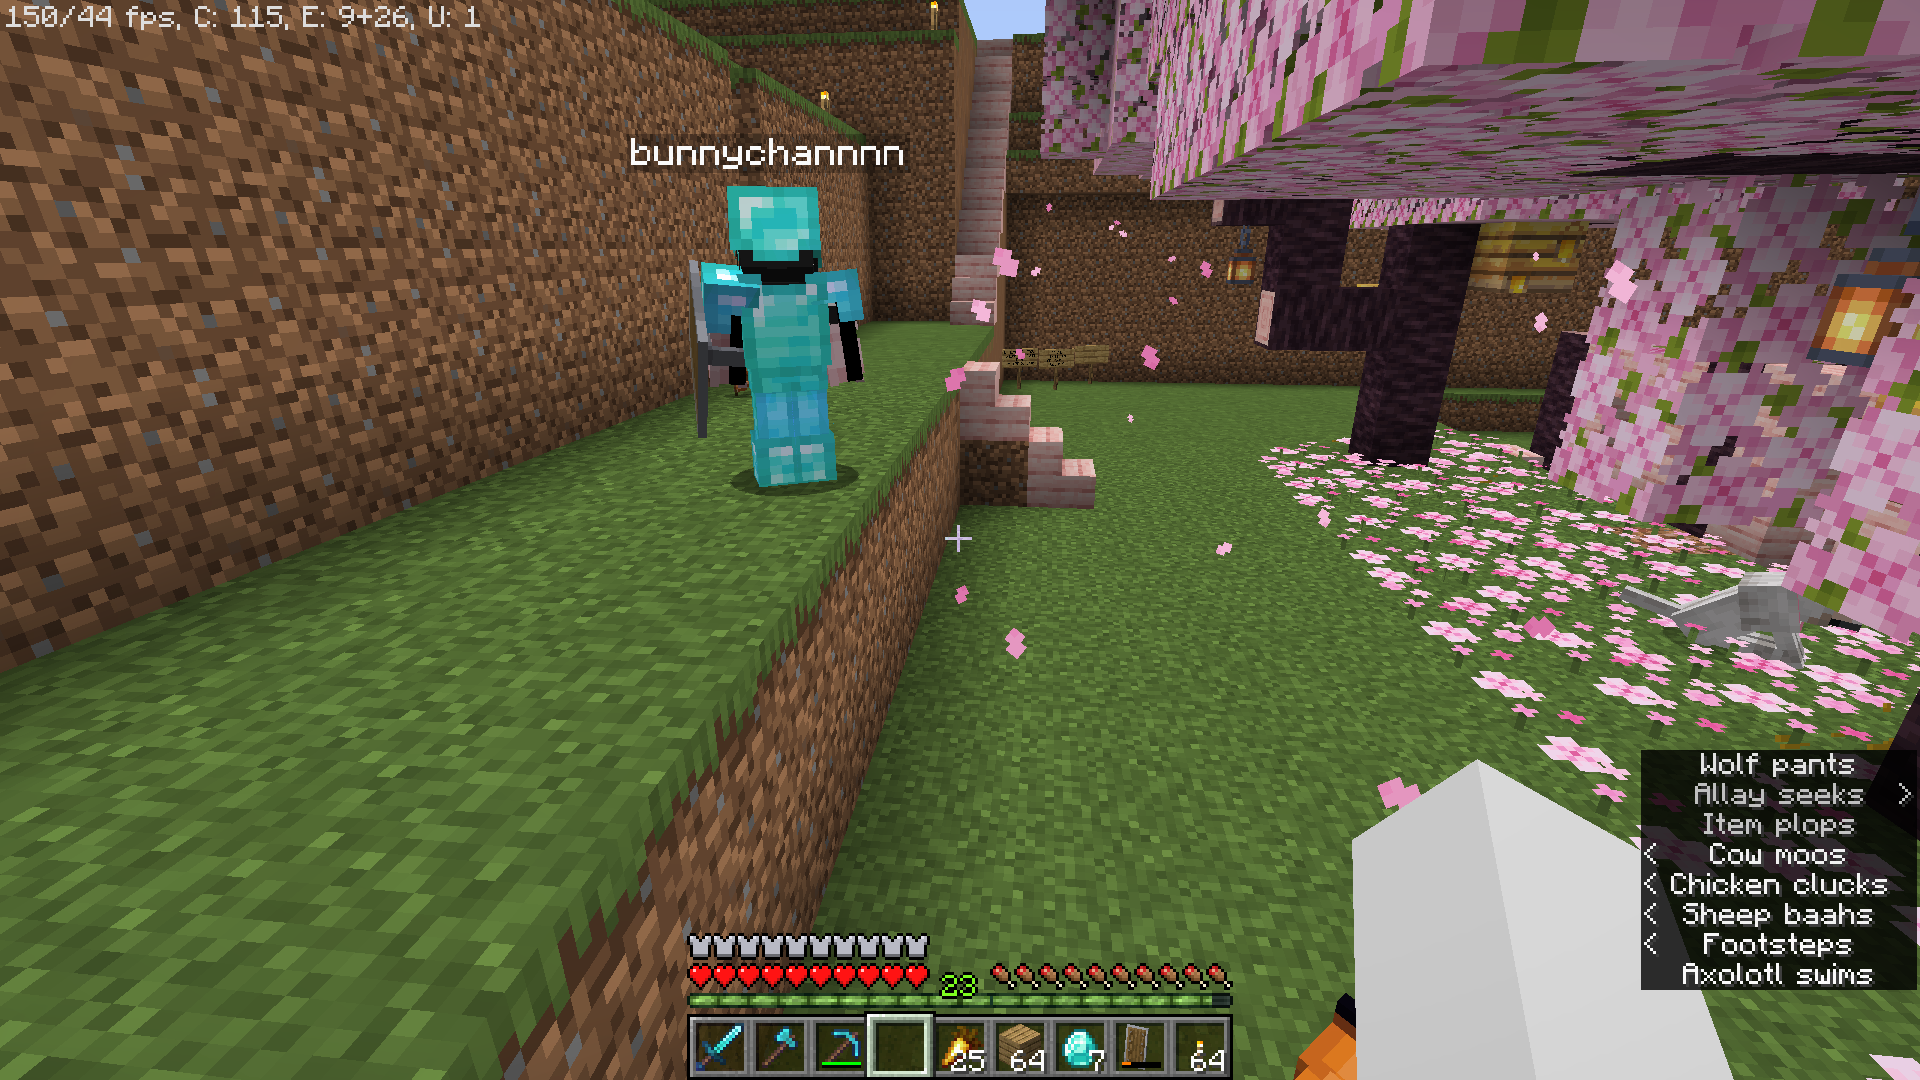 150/44 fps, C: 115, E: 9+26, U: 1
bunnychannnn
Wolf pants
Allay seeks >
Item plops
< Cow moos
< Chicken clucks
< Sheep baahs
< Footsteps
Axolotl swims
23
25
64
7
64